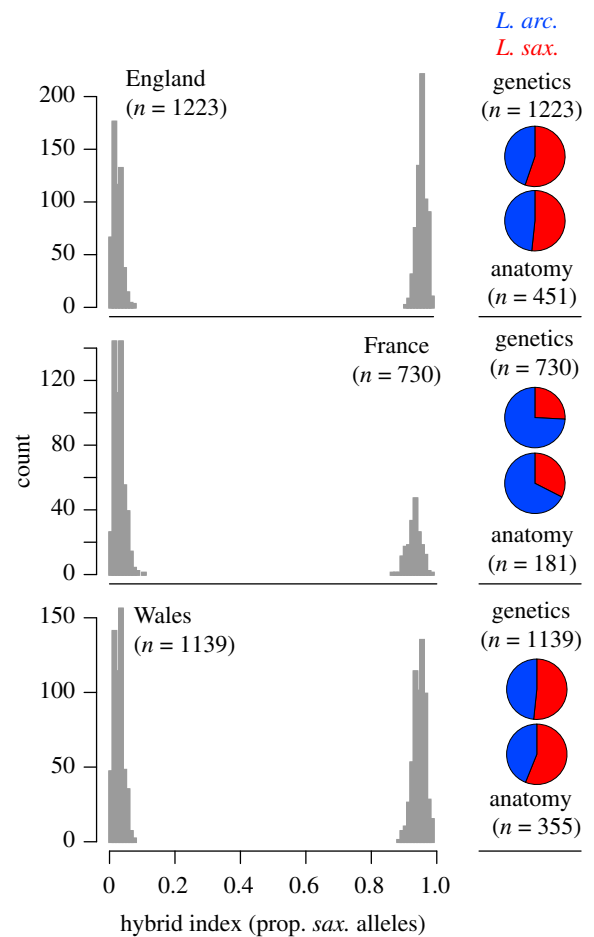 L. arc.
L. sax.
England
(n = 1223)
200
150
100
50
0
genetics
(n = 1223)
anatomy
(n = 451)
France
(n = 730)
120
80
40
0
count
genetics
(n = 730)
anatomy
(n = 181)
Wales
(n = 1139)
150
100
50
0
genetics
(n = 1139)
anatomy
(n = 355)
0 0.2 0.4 0.6 0.8 1.0
hybrid index (prop. sax. alleles)